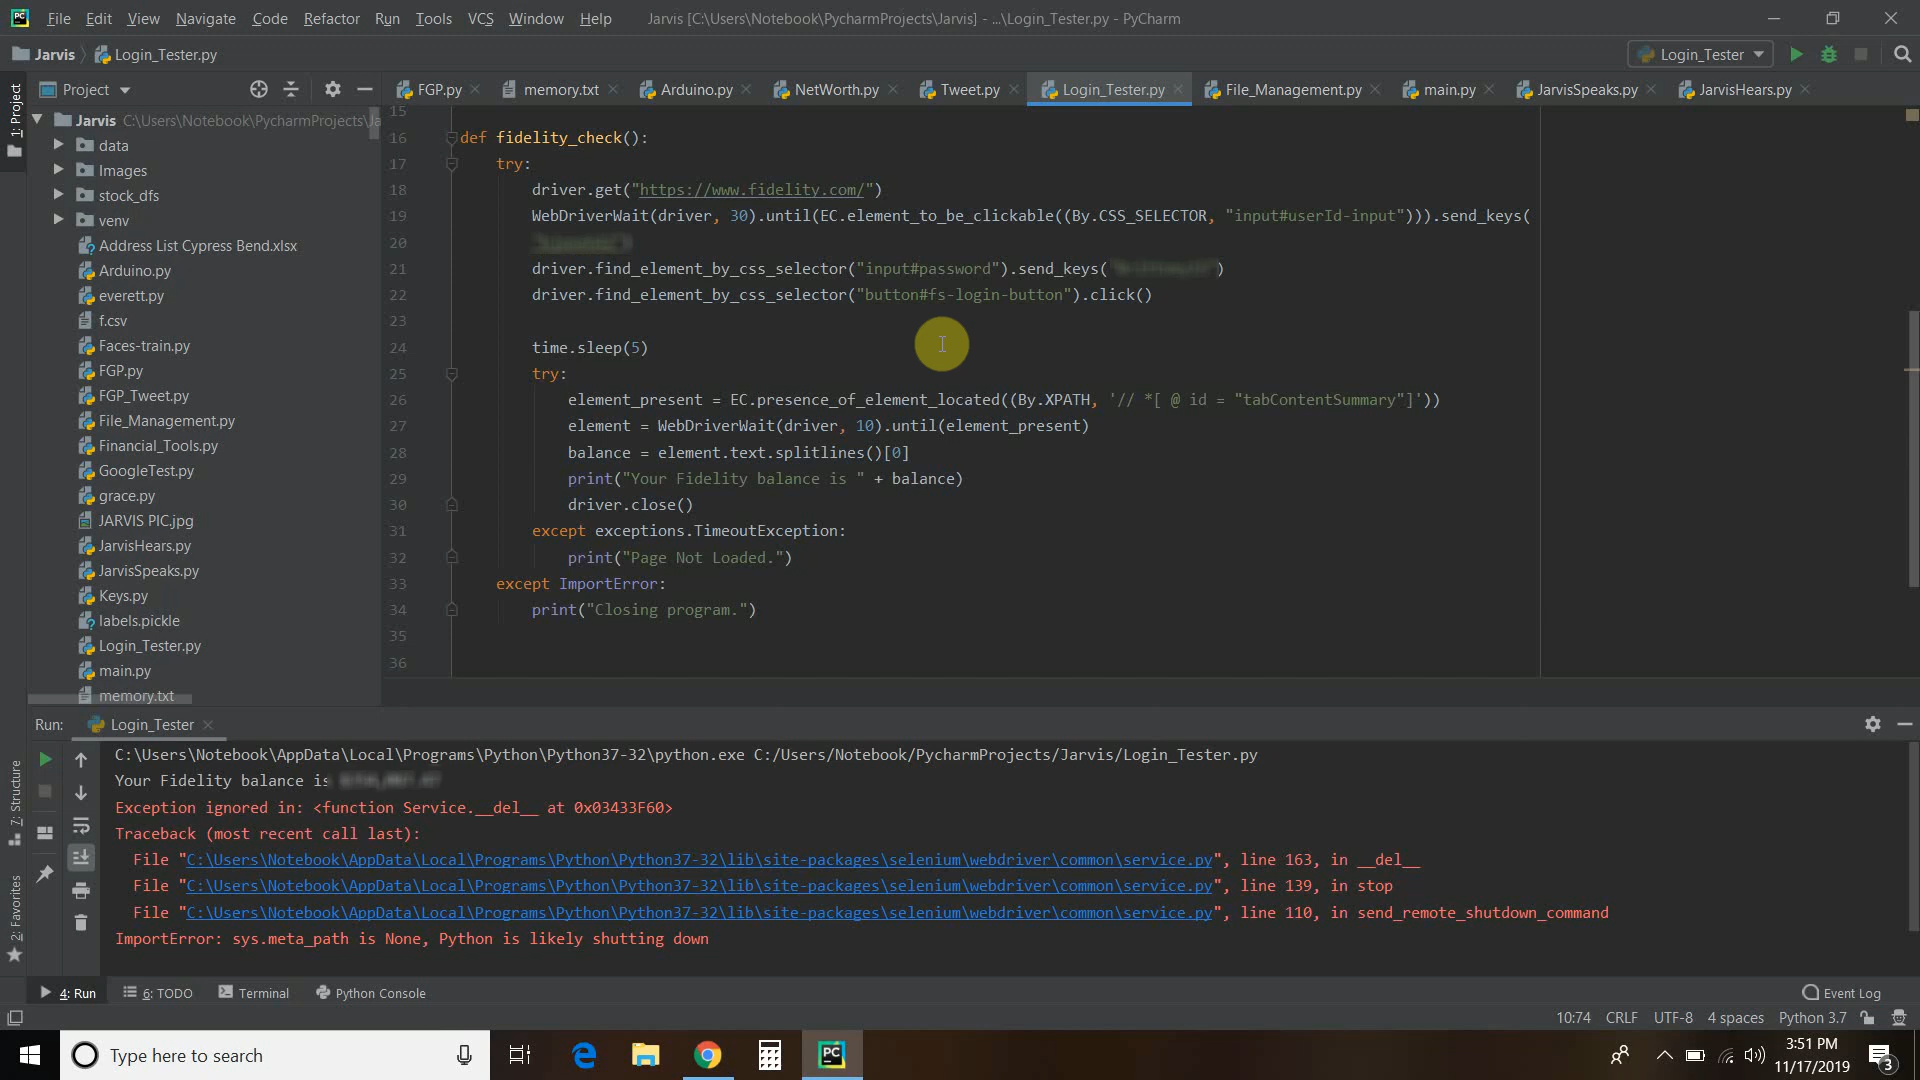 File Edit View Navigate Code Refactor Run Tools VCS Window Help Jarvis [C:\Users\Notebook\PycharmProjects\Jarvis] - ...\Login_Tester.py - PyCharm
Jarvis Login_Tester.py Login_Tester
1: Project
Project
FGP.py memory.txt Arduino.py NetWorth.py Tweet.py Login_Tester.py File_Management.py main.py JarvisSpeaks.py JarvisHears.py
Jarvis C:\Users\Notebook\PycharmProjects\Ja
data
Images
stock_dfs
venv
Address List Cypress Bend.xlsx
Arduino.py
everett.py
f.csv
Faces-train.py
FGP.py
FGP_Tweet.py
File_Management.py
Financial_Tools.py
GoogleTest.py
grace.py
JARVIS PIC.jpg
JarvisHears.py
JarvisSpeaks.py
Keys.py
labels.pickle
Login_Tester.py
main.py
memory.txt
15
16 def fidelity_check():
17 try:
18 driver.get("https://www.fidelity.com/")
19 WebDriverWait(driver, 30).until(EC.element_to_be_clickable((By.CSS_SELECTOR, "input#userId-input"))).send_keys(
20
21 driver.find_element_by_css_selector("input#password").send_keys(" ")
22 driver.find_element_by_css_selector("button#fs-login-button").click()
23
24 time.sleep(5)
25 try:
26 element_present = EC.presence_of_element_located((By.XPATH, '// *[ @ id = "tabContentSummary"]'))
27 element = WebDriverWait(driver, 10).until(element_present)
28 balance = element.text.splitlines()[0]
29 print("Your Fidelity balance is " + balance)
30 driver.close()
31 except exceptions.TimeoutException:
32 print("Page Not Loaded.")
33 except ImportError:
34 print("Closing program.")
35
36
Run: Login_Tester
C:\Users\Notebook\AppData\Local\Programs\Python\Python37-32\python.exe C:/Users/Notebook/PycharmProjects/Jarvis/Login_Tester.py
Your Fidelity balance is
Exception ignored in: <function Service.__del__ at 0x03433F60>
Traceback (most recent call last):
File "C:\Users\Notebook\AppData\Local\Programs\Python\Python37-32\lib\site-packages\selenium\webdriver\common\service.py", line 163, in __del__
File "C:\Users\Notebook\AppData\Local\Programs\Python\Python37-32\lib\site-packages\selenium\webdriver\common\service.py", line 139, in stop
File "C:\Users\Notebook\AppData\Local\Programs\Python\Python37-32\lib\site-packages\selenium\webdriver\common\service.py", line 110, in send_remote_shutdown_command
ImportError: sys.meta_path is None, Python is likely shutting down
7: Structure
2: Favorites
4: Run 6: TODO Terminal Python Console Event Log
10:74 CRLF UTF-8 4 spaces Python 3.7
Type here to search
PC
3:51 PM
11/17/2019
3